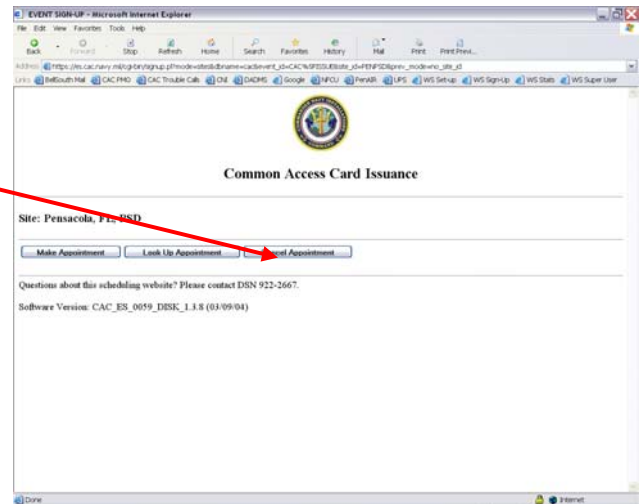 EVENT SIGN-UP - Microsoft Internet Explorer
File Edit View Favorites Tools Help
Back Forward Stop Refresh Home Search Favorites History Mail Print Print Previ...
Address
Links BellSouth Mail CAC PMO CAC Trouble Calls CNI DADMS Google NFCU PenAir UPS WS Set-up WS Sign-Up WS Stats WS Super User
Common Access Card Issuance
Site: Pensacola, FL, PSD
Make Appointment Look Up Appointment Cancel Appointment
Questions about this scheduling website? Please contact DSN 922-2667.
Software Version: CAC_ES_0059_DISK_1.3.8 (03/09/04)
Done Internet